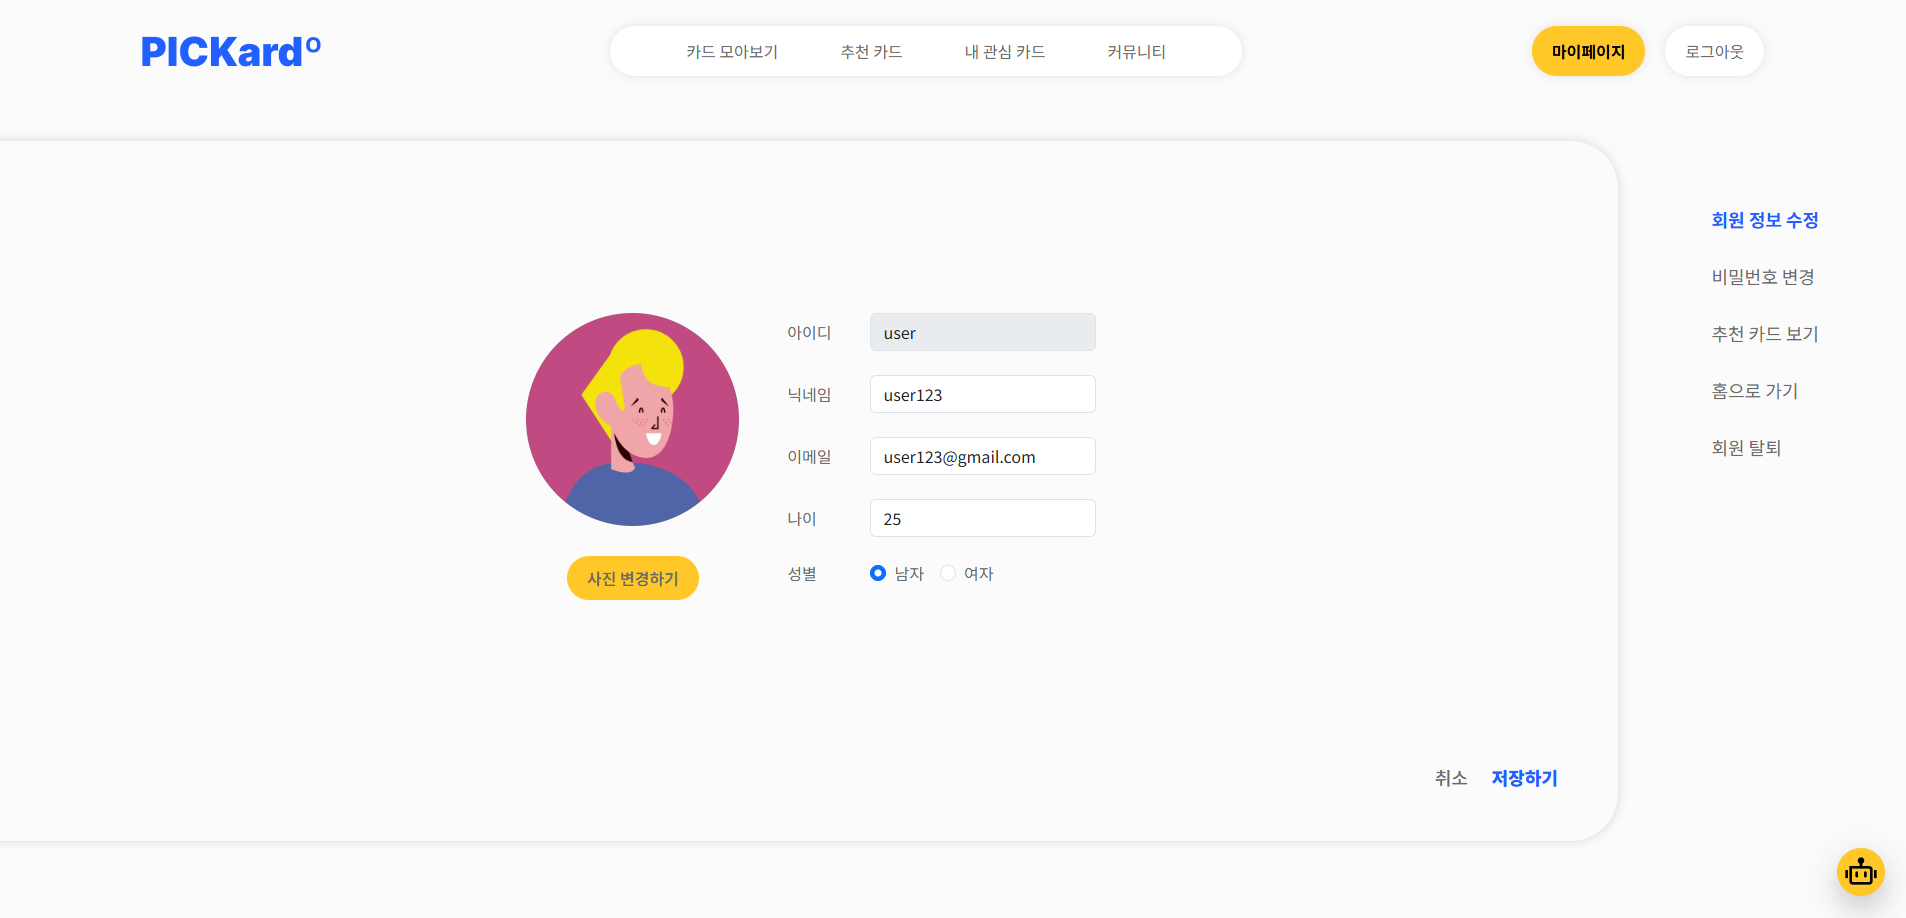 PICKardº
카드 모아보기
추천 카드
내 관심 카드
커뮤니티
마이페이지
로그아웃
회원 정보 수정
비밀번호 변경
추천 카드 보기
홈으로 가기
회원 탈퇴
아이디
user
닉네임
user123
이메일
user123@gmail.com
나이
25
성별
남자
여자
사진 변경하기
취소
저장하기